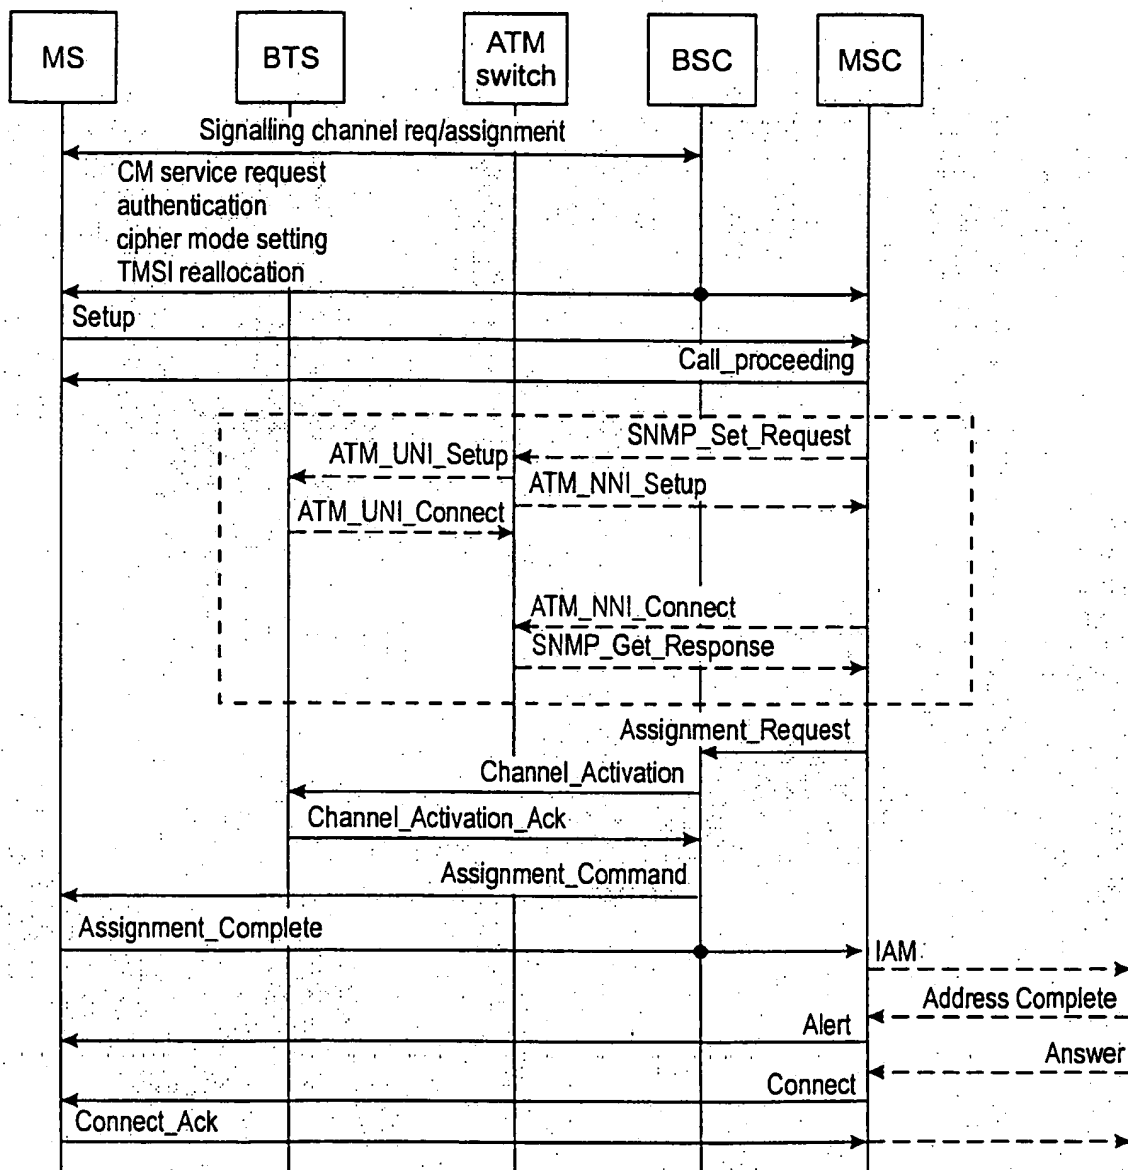 MS
BTS
ATM
switch
BSC
MSC
Signalling channel req/assignment
CM service request
authentication
cipher mode setting
TMSI reallocation
Setup
Call_proceeding
SNMP_Set_Request
ATM_UNI_Setup
ATM_NNI_Setup
ATM_UNI_Connect
ATM_NNI_Connect
SNMP_Get_Response
Assignment_Request
Channel_Activation
Channel_Activation_Ack
Assignment_Command
Assignment_Complete
IAM
Address Complete
Alert
Answer
Connect
Connect_Ack